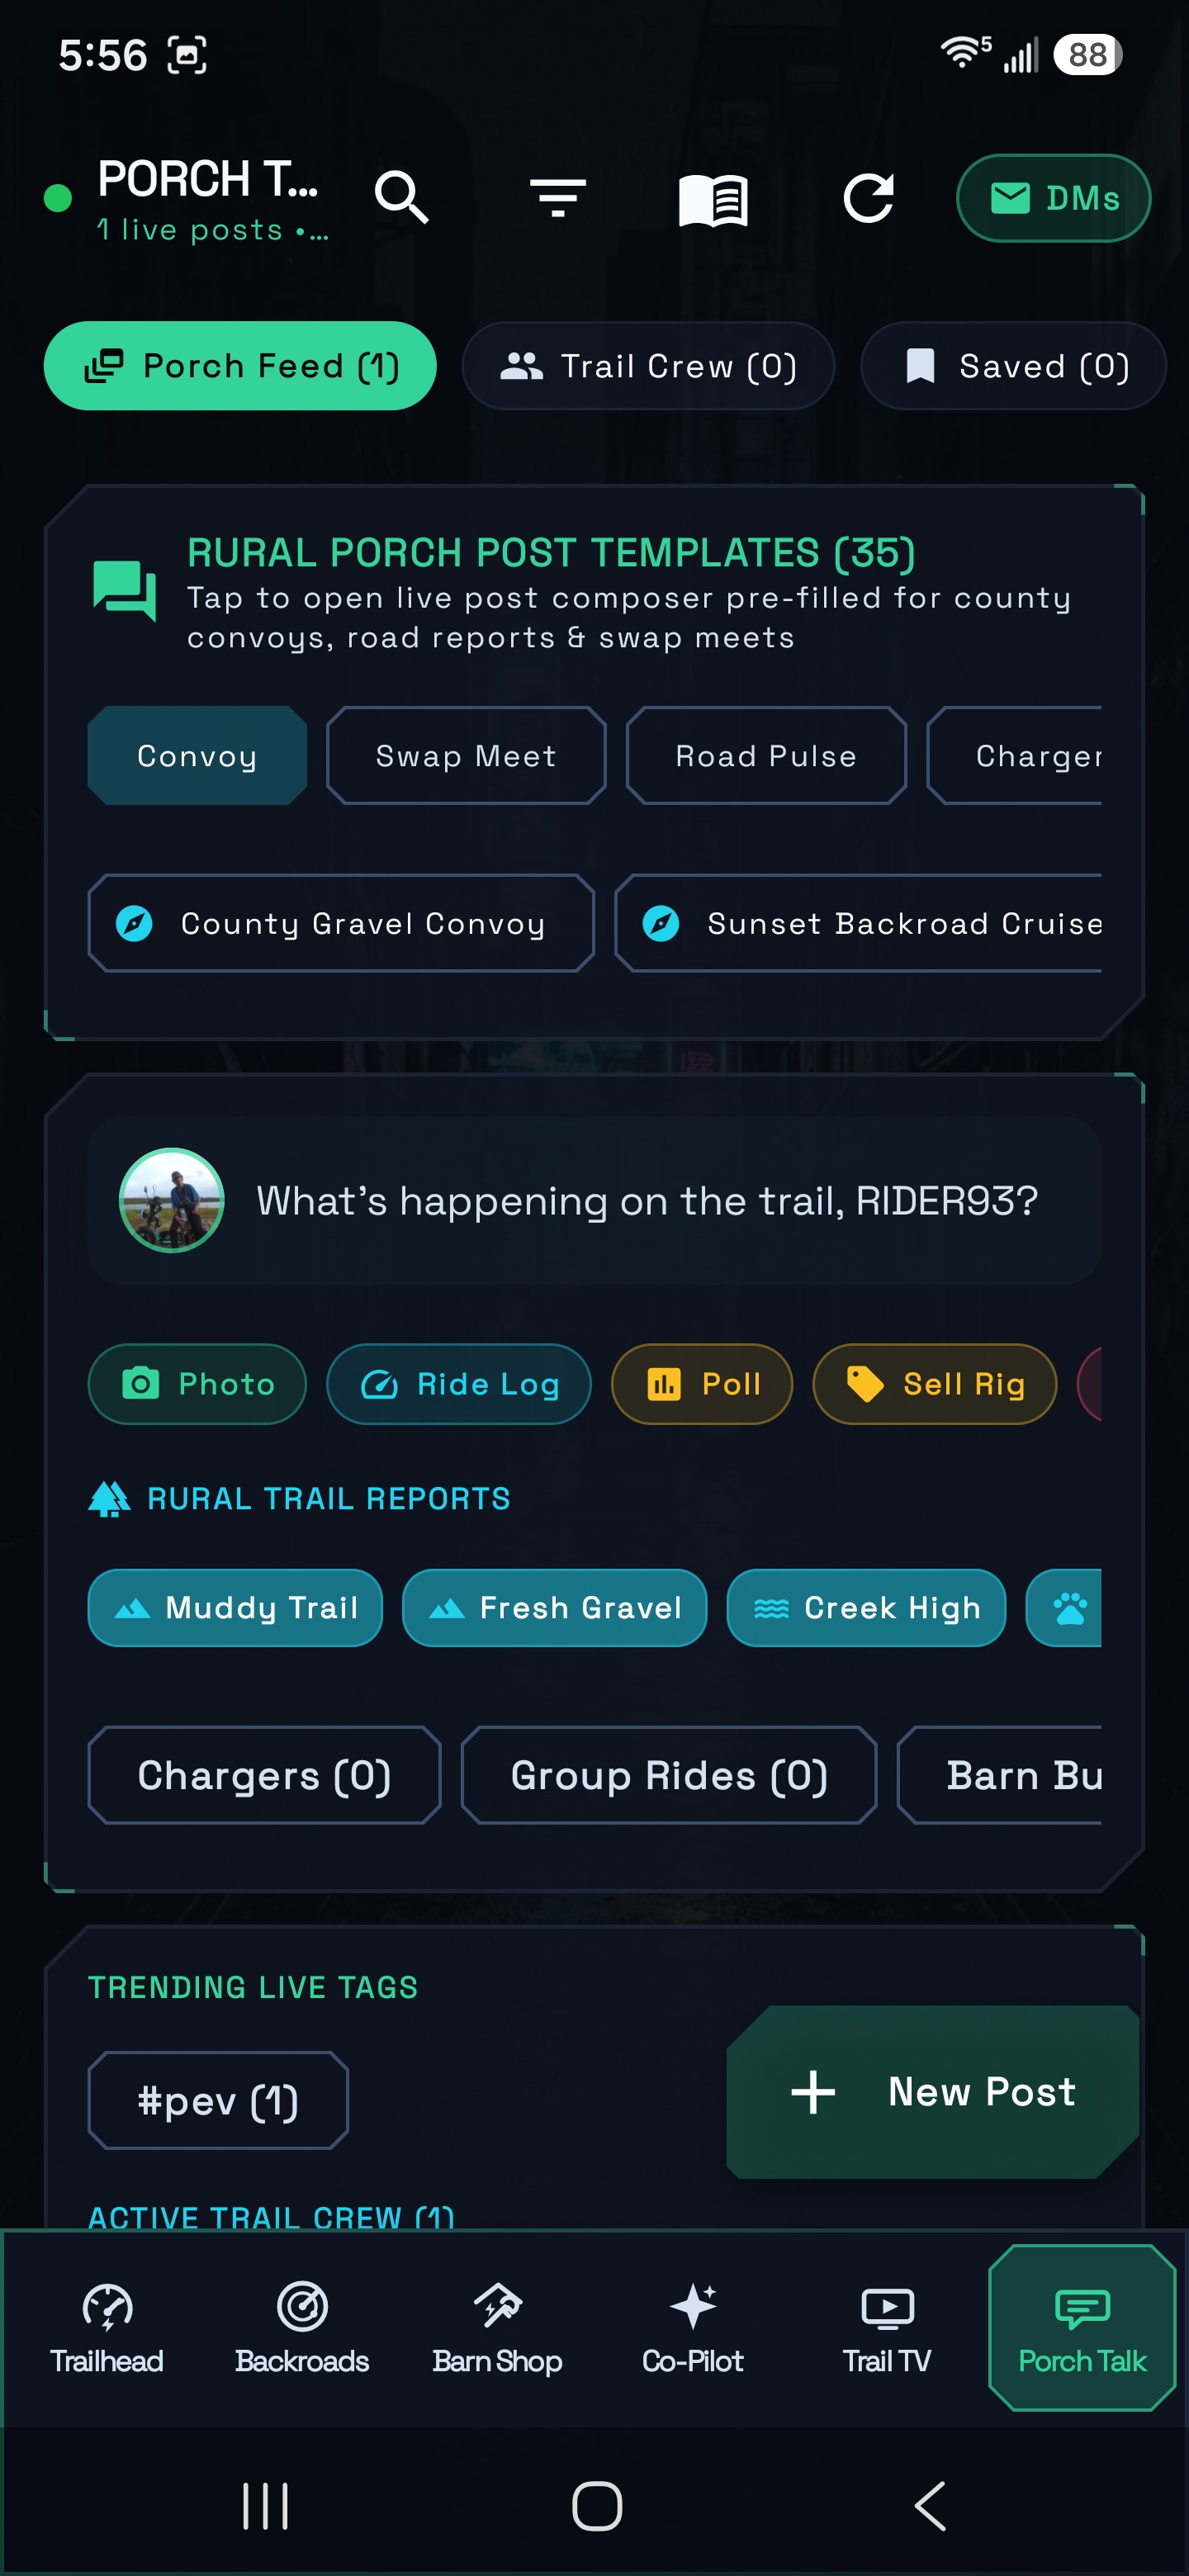 5:56
5
88
PORCH T...
1 live posts •...
DMs
Porch Feed (1)
Trail Crew (0)
Saved (0)
RURAL PORCH POST TEMPLATES (35)
Tap to open live post composer pre-filled for county
convoys, road reports & swap meets
Convoy
Swap Meet
Road Pulse
Charger
County Gravel Convoy
Sunset Backroad Cruise
What's happening on the trail, RIDER93?
Photo
Ride Log
Poll
Sell Rig
RURAL TRAIL REPORTS
Muddy Trail
Fresh Gravel
Creek High
Chargers (0)
Group Rides (0)
Barn Bu
TRENDING LIVE TAGS
#pev (1)
New Post
ACTIVE TRAIL CREW (1)
Trailhead
Backroads
Barn Shop
Co-Pilot
Trail TV
Porch Talk